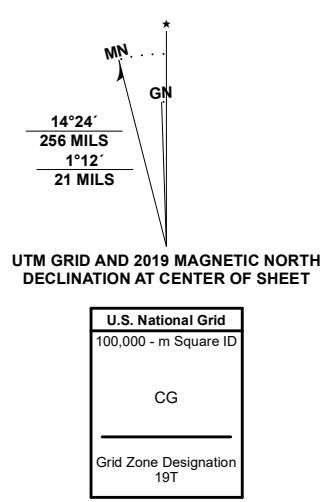 ★
MN
GN
14°24´
256 MILS
1°12´
21 MILS
UTM GRID AND 2019 MAGNETIC NORTH
DECLINATION AT CENTER OF SHEET
U.S. National Grid
100,000 - m Square ID
CG
Grid Zone Designation
19T